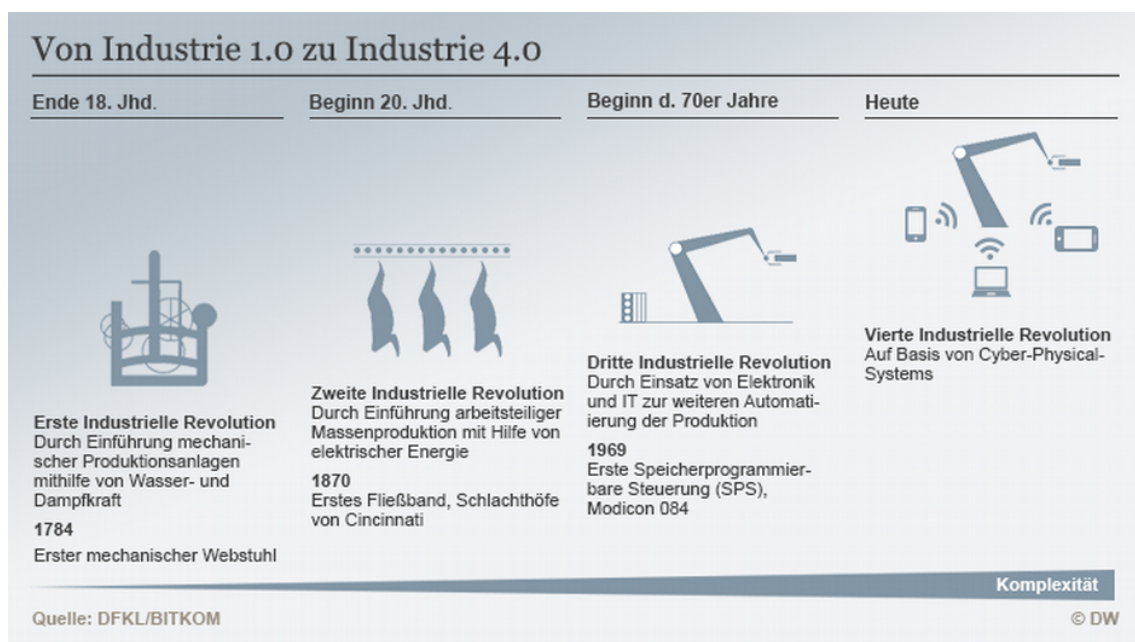 Von Industrie 1.0 zu Industrie 4.0
Ende 18. Jhd.
Beginn 20. Jhd.
Beginn d. 70er Jahre
Heute
Erste Industrielle Revolution
Durch Einführung mechani-
scher Produktionsanlagen
mithilfe von Wasser- und
Dampfkraft
1784
Erster mechanischer Webstuhl
Zweite Industrielle Revolution
Durch Einführung arbeitsteiliger
Massenproduktion mit Hilfe von
elektrischer Energie
1870
Erstes Fließband, Schlachthöfe
von Cincinnati
Dritte Industrielle Revolution
Durch Einsatz von Elektronik
und IT zur weiteren Automati-
ierung der Produktion
1969
Erste Speicherprogrammier-
bare Steuerung (SPS),
Modicon 084
Vierte Industrielle Revolution
Auf Basis von Cyber-Physical-
Systems
Komplexität
Quelle: DFKL/BITKOM
© DW